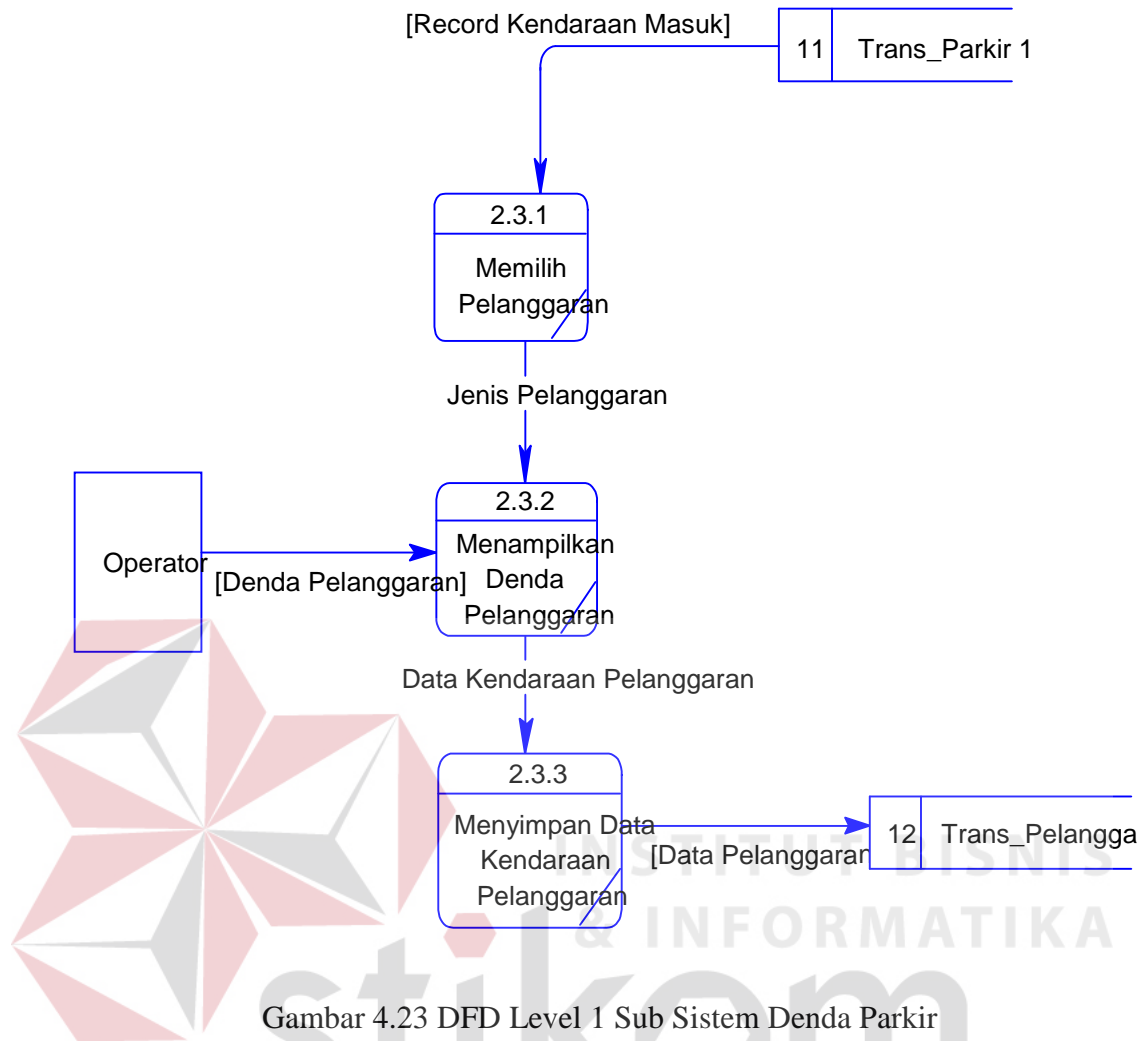 [Record Kendaraan Masuk]
11 Trans_Parkir 1
2.3.1
Memilih
Pelanggaran
Jenis Pelanggaran
2.3.2
Menampilkan
Denda
Pelanggaran
Operator
[Denda Pelanggaran]
Data Kendaraan Pelanggaran
2.3.3
Menyimpan Data
Kendaraan
Pelanggaran
[Data Pelanggaran
12 Trans_Pelangga
INSTITUT BISNIS
& INFORMATIKA
stikom
Gambar 4.23 DFD Level 1 Sub Sistem Denda Parkir